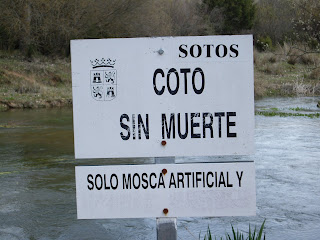 SOTOS
COTO
SIN MUERTE
SOLO MOSCA ARTIFICIAL Y